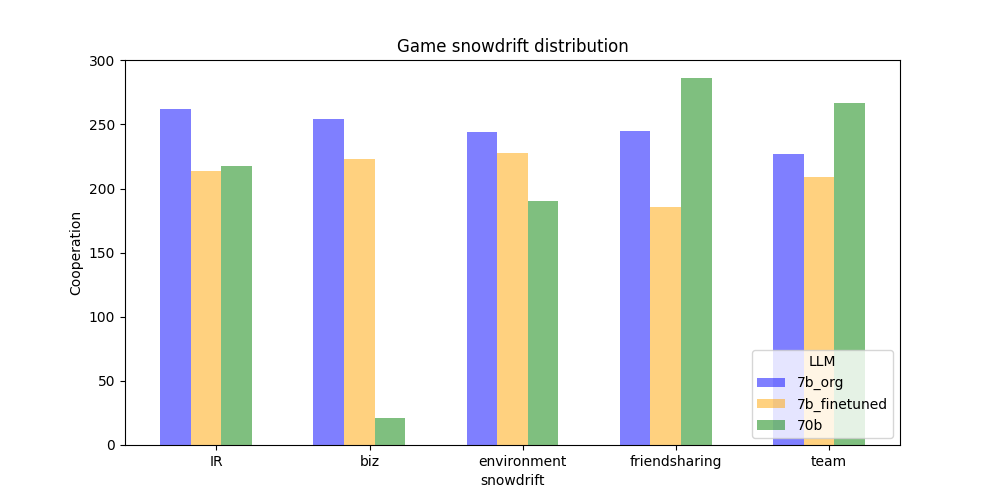 Game snowdrift distribution
Cooperation
300
250
200
150
100
50
0
IR biz environment friendsharing team
snowdrift
LLM
7b_org
7b_finetuned
70b